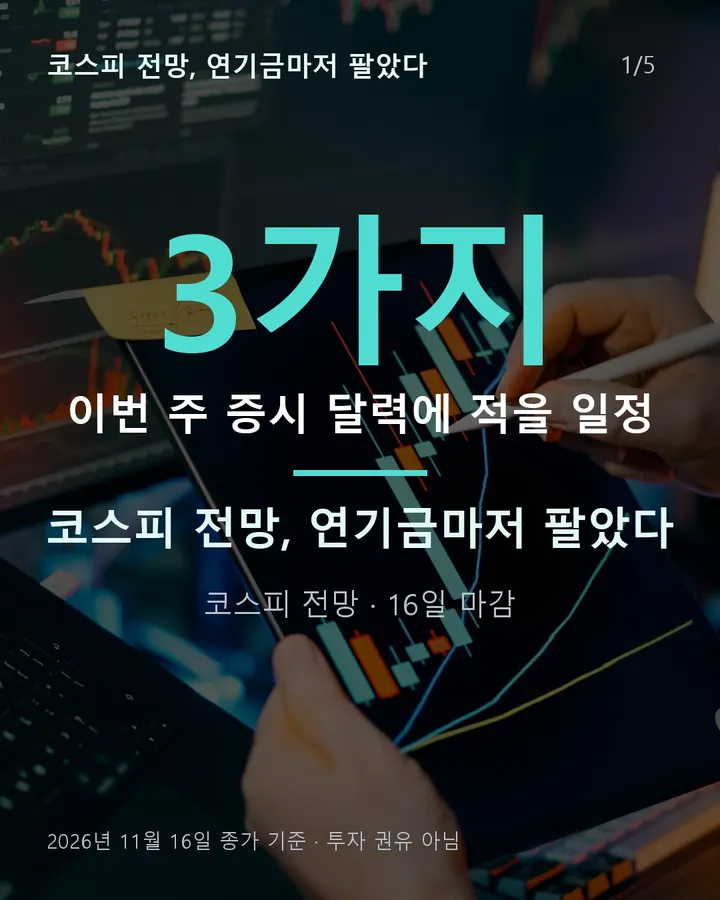 코스피 전망, 연기금마저 팔았다
1/5
3가지
이번 주 증시 달력에 적을 일정
코스피 전망, 연기금마저 팔았다
코스피 전망 · 16일 마감
2026년 11월 16일 종가 기준 · 투자 권유 아님